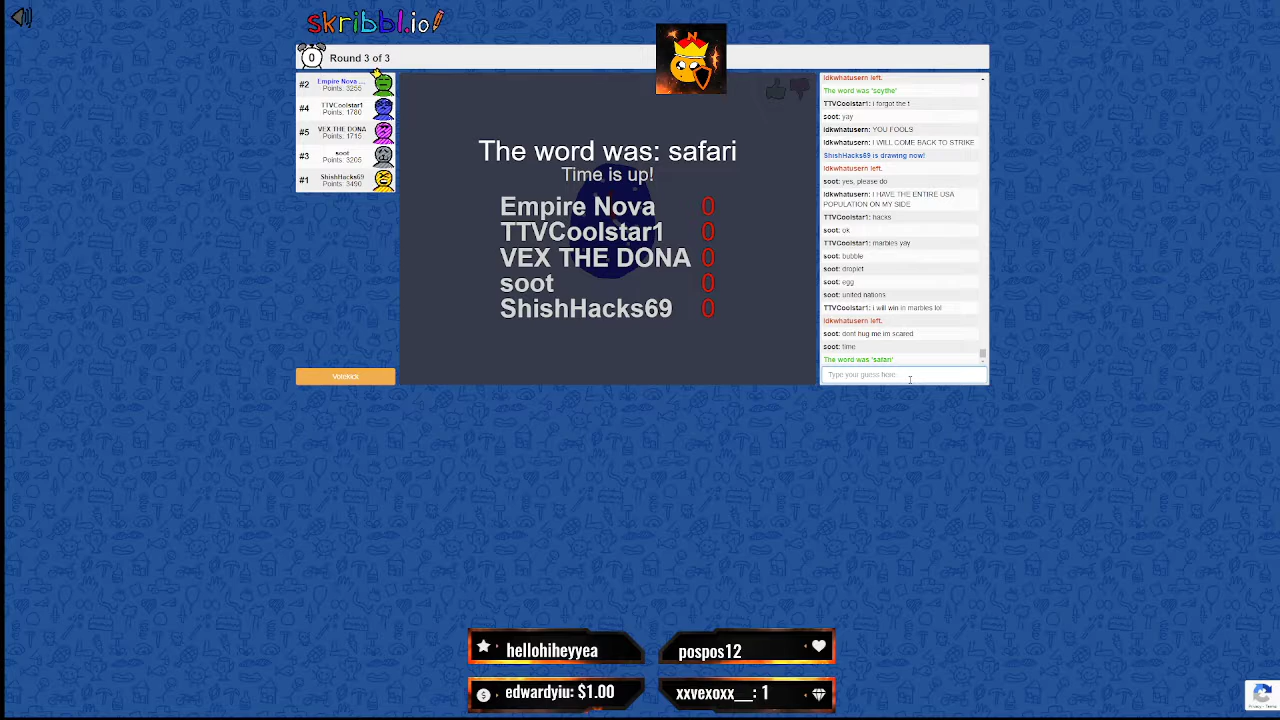 skribbl.io
0
Round 3 of 3
N
#2
Empire Nova ...
Points: 3255
#4
TTVCoolstar1
Points: 1780
#5
VEX THE DONA
Points: 1715
#3
soot
Points: 3205
#1
ShishHacks69
Points: 3490
Votekick
The word was: safari
Time is up!
Empire Nova 0
TTVCoolstar1 0
VEX THE DONA 0
soot 0
ShishHacks69 0
Idkwhatusern left.
The word was 'scythe'
TTVCoolstar1: i forgot the t
soot: yay
Idkwhatusern: YOU FOOLS
Idkwhatusern: I WILL COME BACK TO STRIKE
ShishHacks69 is drawing now!
Idkwhatusern left.
soot: yes, please do
Idkwhatusern: I HAVE THE ENTIRE USA
POPULATION ON MY SIDE
TTVCoolstar1: hacks
soot: ok
TTVCoolstar1: marbles yay
soot: bubble
soot: droplet
soot: egg
soot: united nations
TTVCoolstar1: i will win in marbles lol
Idkwhatusern left.
soot: dont hug me im scared
soot: time
The word was 'safari'
Type your guess here...
hellohiheyyea
pospos12
edwardyiu: $1.00
xxvexoxx__: 1
Privacy - Terms